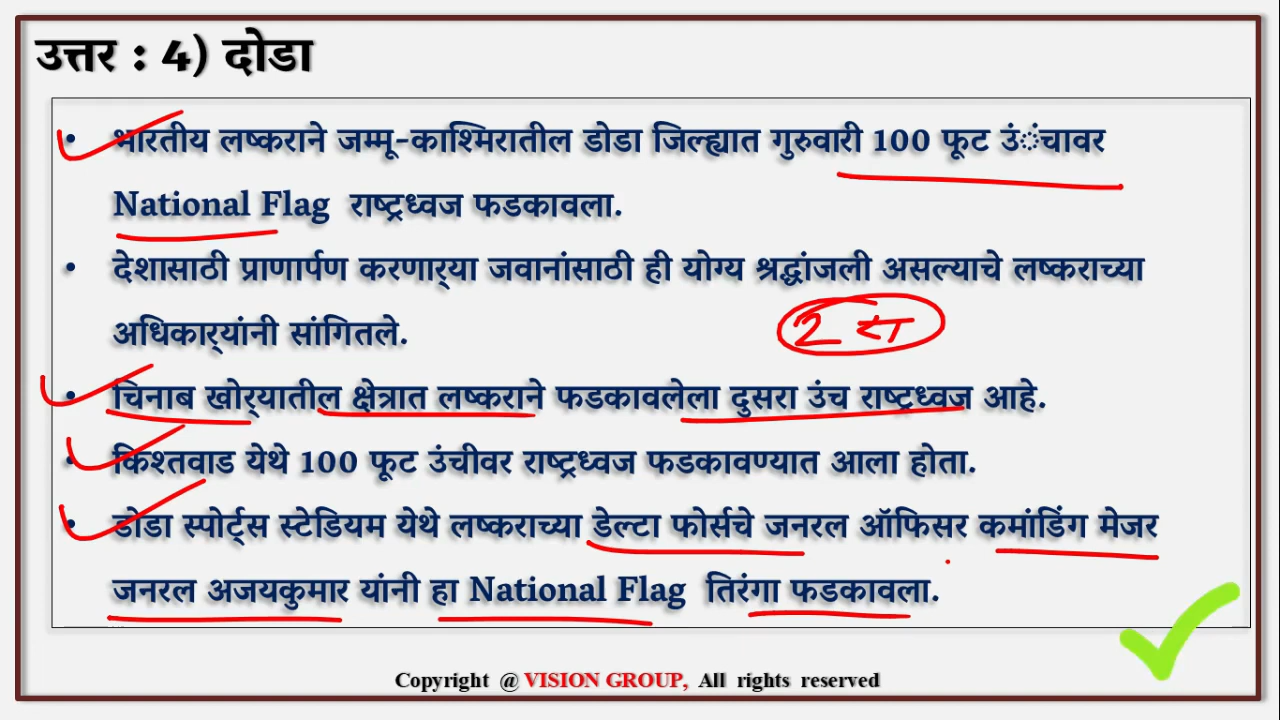 उत्तर : 4) दोडा
• भारतीय लष्कराने जम्मू-काश्मिरातील डोडा जिल्ह्यात गुरुवारी 100 फूट उंंचावर
National Flag राष्ट्रध्वज फडकावला.
• देशासाठी प्राणार्पण करणार्‍या जवानांसाठी ही योग्य श्रद्धांजली असल्याचे लष्कराच्या
अधिकार्‍यांनी सांगितले.
2 रा
• चिनाब खोर्‍यातील क्षेत्रात लष्कराने फडकावलेला दुसरा उंच राष्ट्रध्वज आहे.
• किश्तवाड येथे 100 फूट उंचीवर राष्ट्रध्वज फडकावण्यात आला होता.
• डोडा स्पोर्ट्स स्टेडियम येथे लष्कराच्या डेल्टा फोर्सचे जनरल ऑफिसर कमांडिंग मेजर
जनरल अजयकुमार यांनी हा National Flag तिरंगा फडकावला.
Copyright @ VISION GROUP, All rights reserved